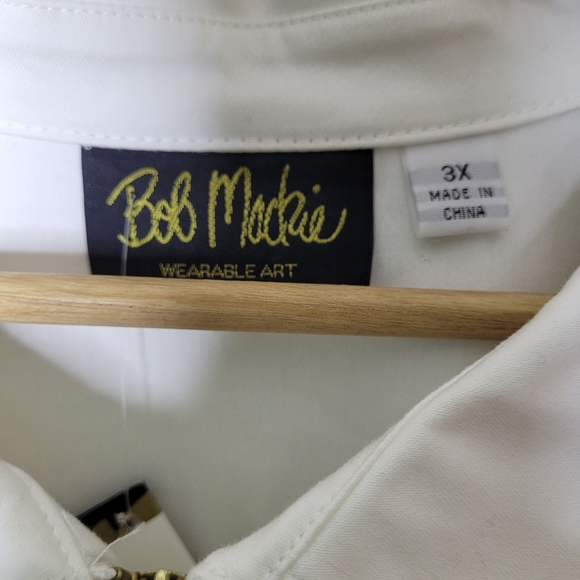 Bob Mackie
WEARABLE ART
3X
MADE IN
CHINA